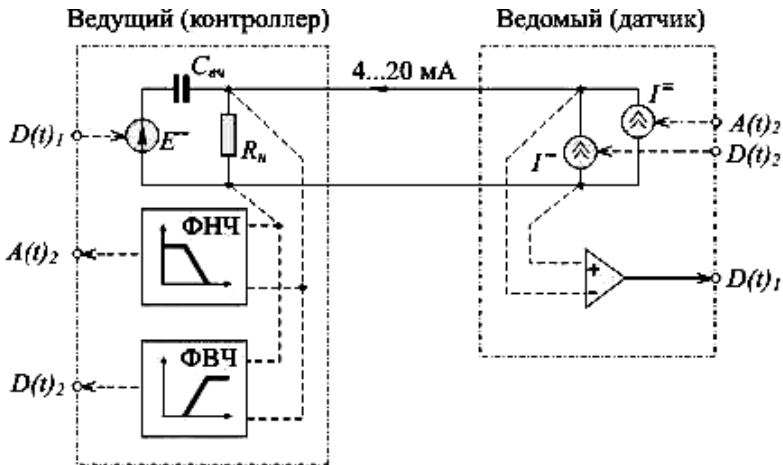 Ведущий (контроллер)
Ведомый (датчик)
Cвч
4...20 мА
I=
D(t)1
E~
Rн
I~
A(t)2
D(t)2
ФНЧ
A(t)2
+
-
D(t)1
ФВЧ
D(t)2